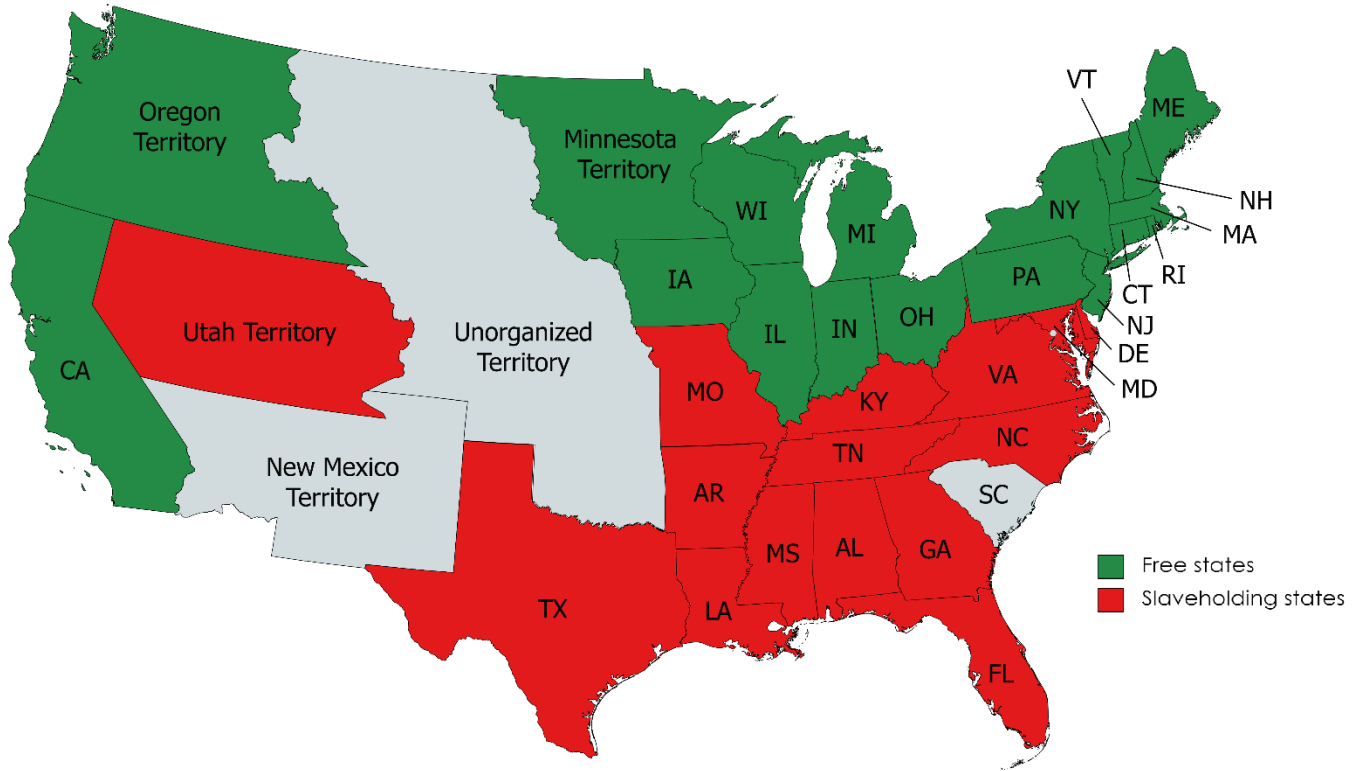 Oregon
Territory
Minnesota
Territory
VT
ME
WI
MI
NY
NH
MA
IA
PA
RI
CT
Utah Territory
Unorganized
Territory
IL
IN
OH
NJ
DE
MD
CA
MO
KY
VA
New Mexico
Territory
TN
NC
AR
SC
MS
AL
GA
TX
LA
FL
Free states
Slaveholding states